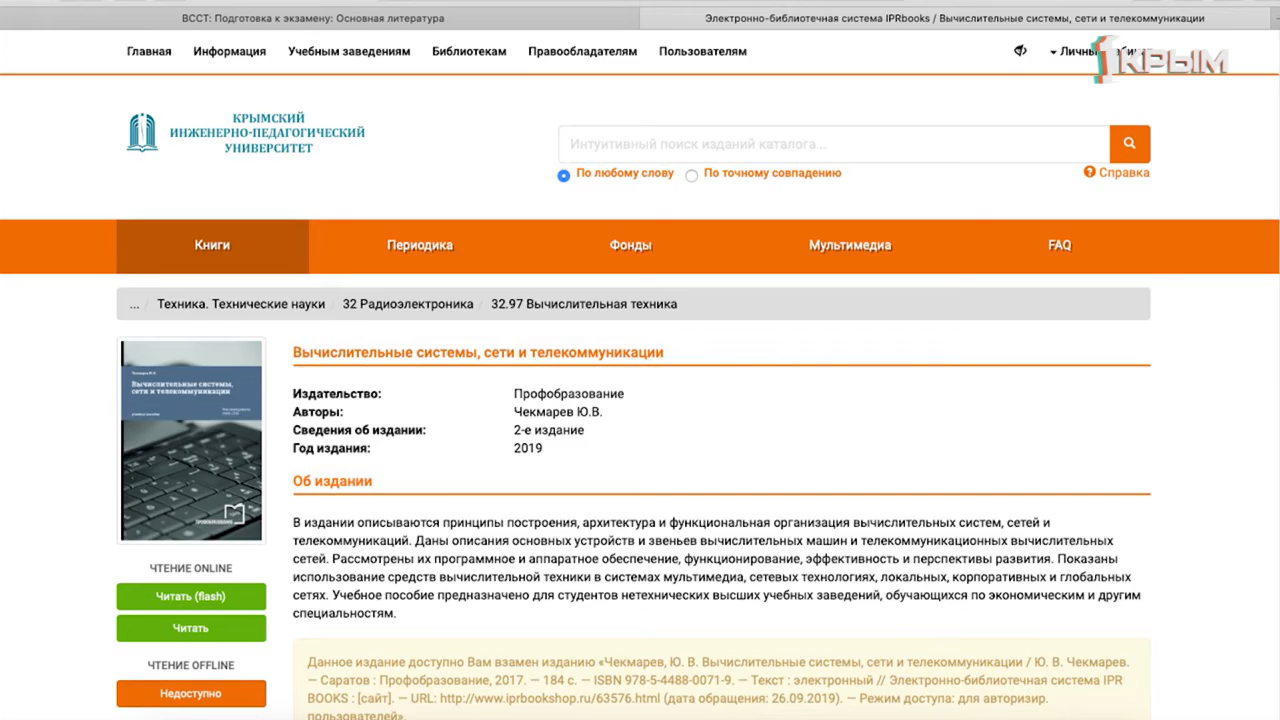 ВССТ: Подготовка к экзамену: Основная литература
Электронно-библиотечная система IPRbooks / Вычислительные системы, сети и телекоммуникации
Главная Информация Учебным заведениям Библиотекам Правообладателям Пользователям
КРЫМ
КРЫМСКИЙ
ИНЖЕНЕРНО-ПЕДАГОГИЧЕСКИЙ
УНИВЕРСИТЕТ
Интуитивный поиск изданий каталога...
По любому слову По точному совпадению
Справка
Книги Периодика Фонды Мультимедиа FAQ
... / Техника. Технические науки / 32 Радиоэлектроника / 32.97 Вычислительная техника
Вычислительные системы,
сети и телекоммуникации
ЧТЕНИЕ ONLINE
Читать (flash)
Читать
ЧТЕНИЕ OFFLINE
Недоступно
Вычислительные системы, сети и телекоммуникации
Издательство: Профобразование
Авторы: Чекмарев Ю.В.
Сведения об издании: 2-е издание
Год издания: 2019
Об издании
В издании описываются принципы построения, архитектура и функциональная организация вычислительных систем, сетей и
телекоммуникаций. Даны описания основных устройств и звеньев вычислительных машин и телекоммуникационных вычислительных
сетей. Рассмотрены их программное и аппаратное обеспечение, функционирование, эффективность и перспективы развития. Показаны
использование средств вычислительной техники в системах мультимедиа, сетевых технологиях, локальных, корпоративных и глобальных
сетях. Учебное пособие предназначено для студентов нетехнических высших учебных заведений, обучающихся по экономическим и другим
специальностям.
Данное издание доступно Вам взамен изданию «Чекмарев, Ю. В. Вычислительные системы, сети и телекоммуникации / Ю. В. Чекмарев.
— Саратов : Профобразование, 2017. — 184 c. — ISBN 978-5-4488-0071-9. — Текст : электронный // Электронно-библиотечная система IPR
BOOKS : [сайт]. — URL: http://www.iprbookshop.ru/63576.html (дата обращения: 26.09.2019). — Режим доступа: для авторизир.
пользователей».